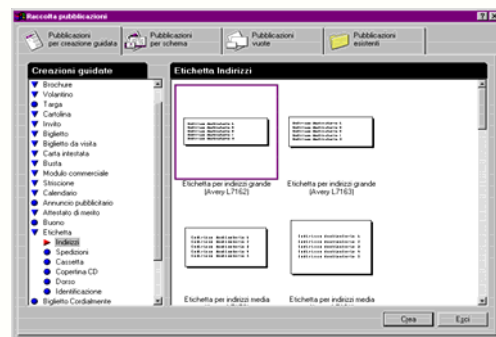 Raccolta pubblicazioni
Pubblicazioni per creazione guidata
Pubblicazioni per schema
Pubblicazioni vuote
Pubblicazioni esistenti
Creazioni guidate
Brochure
Volantino
Targa
Cartolina
Invito
Biglietto
Biglietto da visita
Carta intestata
Busta
Modulo commerciale
Striscione
Calendario
Annuncio pubblicitario
Attestato di merito
Buono
Etichetta
Indirizzi
Spedizioni
Cassetta
Copertina CD
Dorso
Identificazione
Biglietto Cordialmente
Etichetta Indirizzi
Etichetta per indirizzi grande
(Avery L7162)
Etichetta per indirizzi grande
(Avery L7163)
Etichetta per indirizzi media
Etichetta per indirizzi media
Crea
Esci